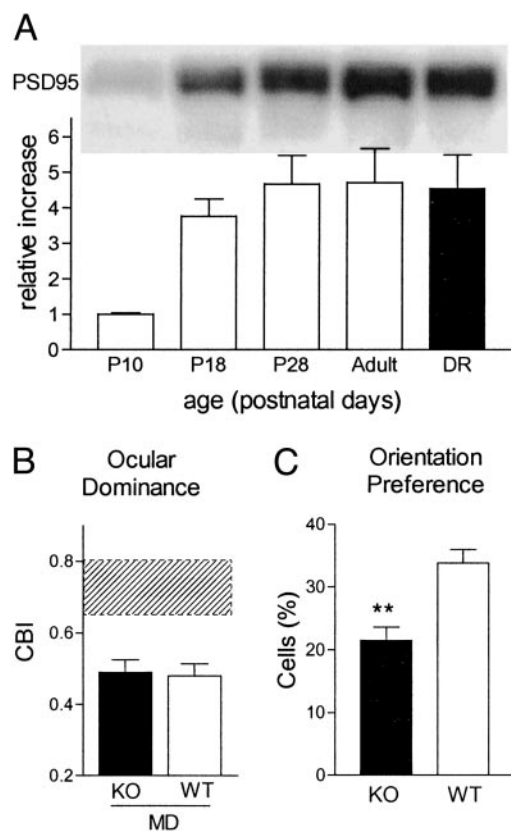 A
PSD95
6
5
4
3
2
1
0
relative increase
P10 P18 P28 Adult DR
age (postnatal days)
B
Ocular
Dominance
0.8
0.6
0.4
0.2
CBI
KO WT
MD
C
Orientation
Preference
40
30
20
10
0
Cells (%)
**
KO WT